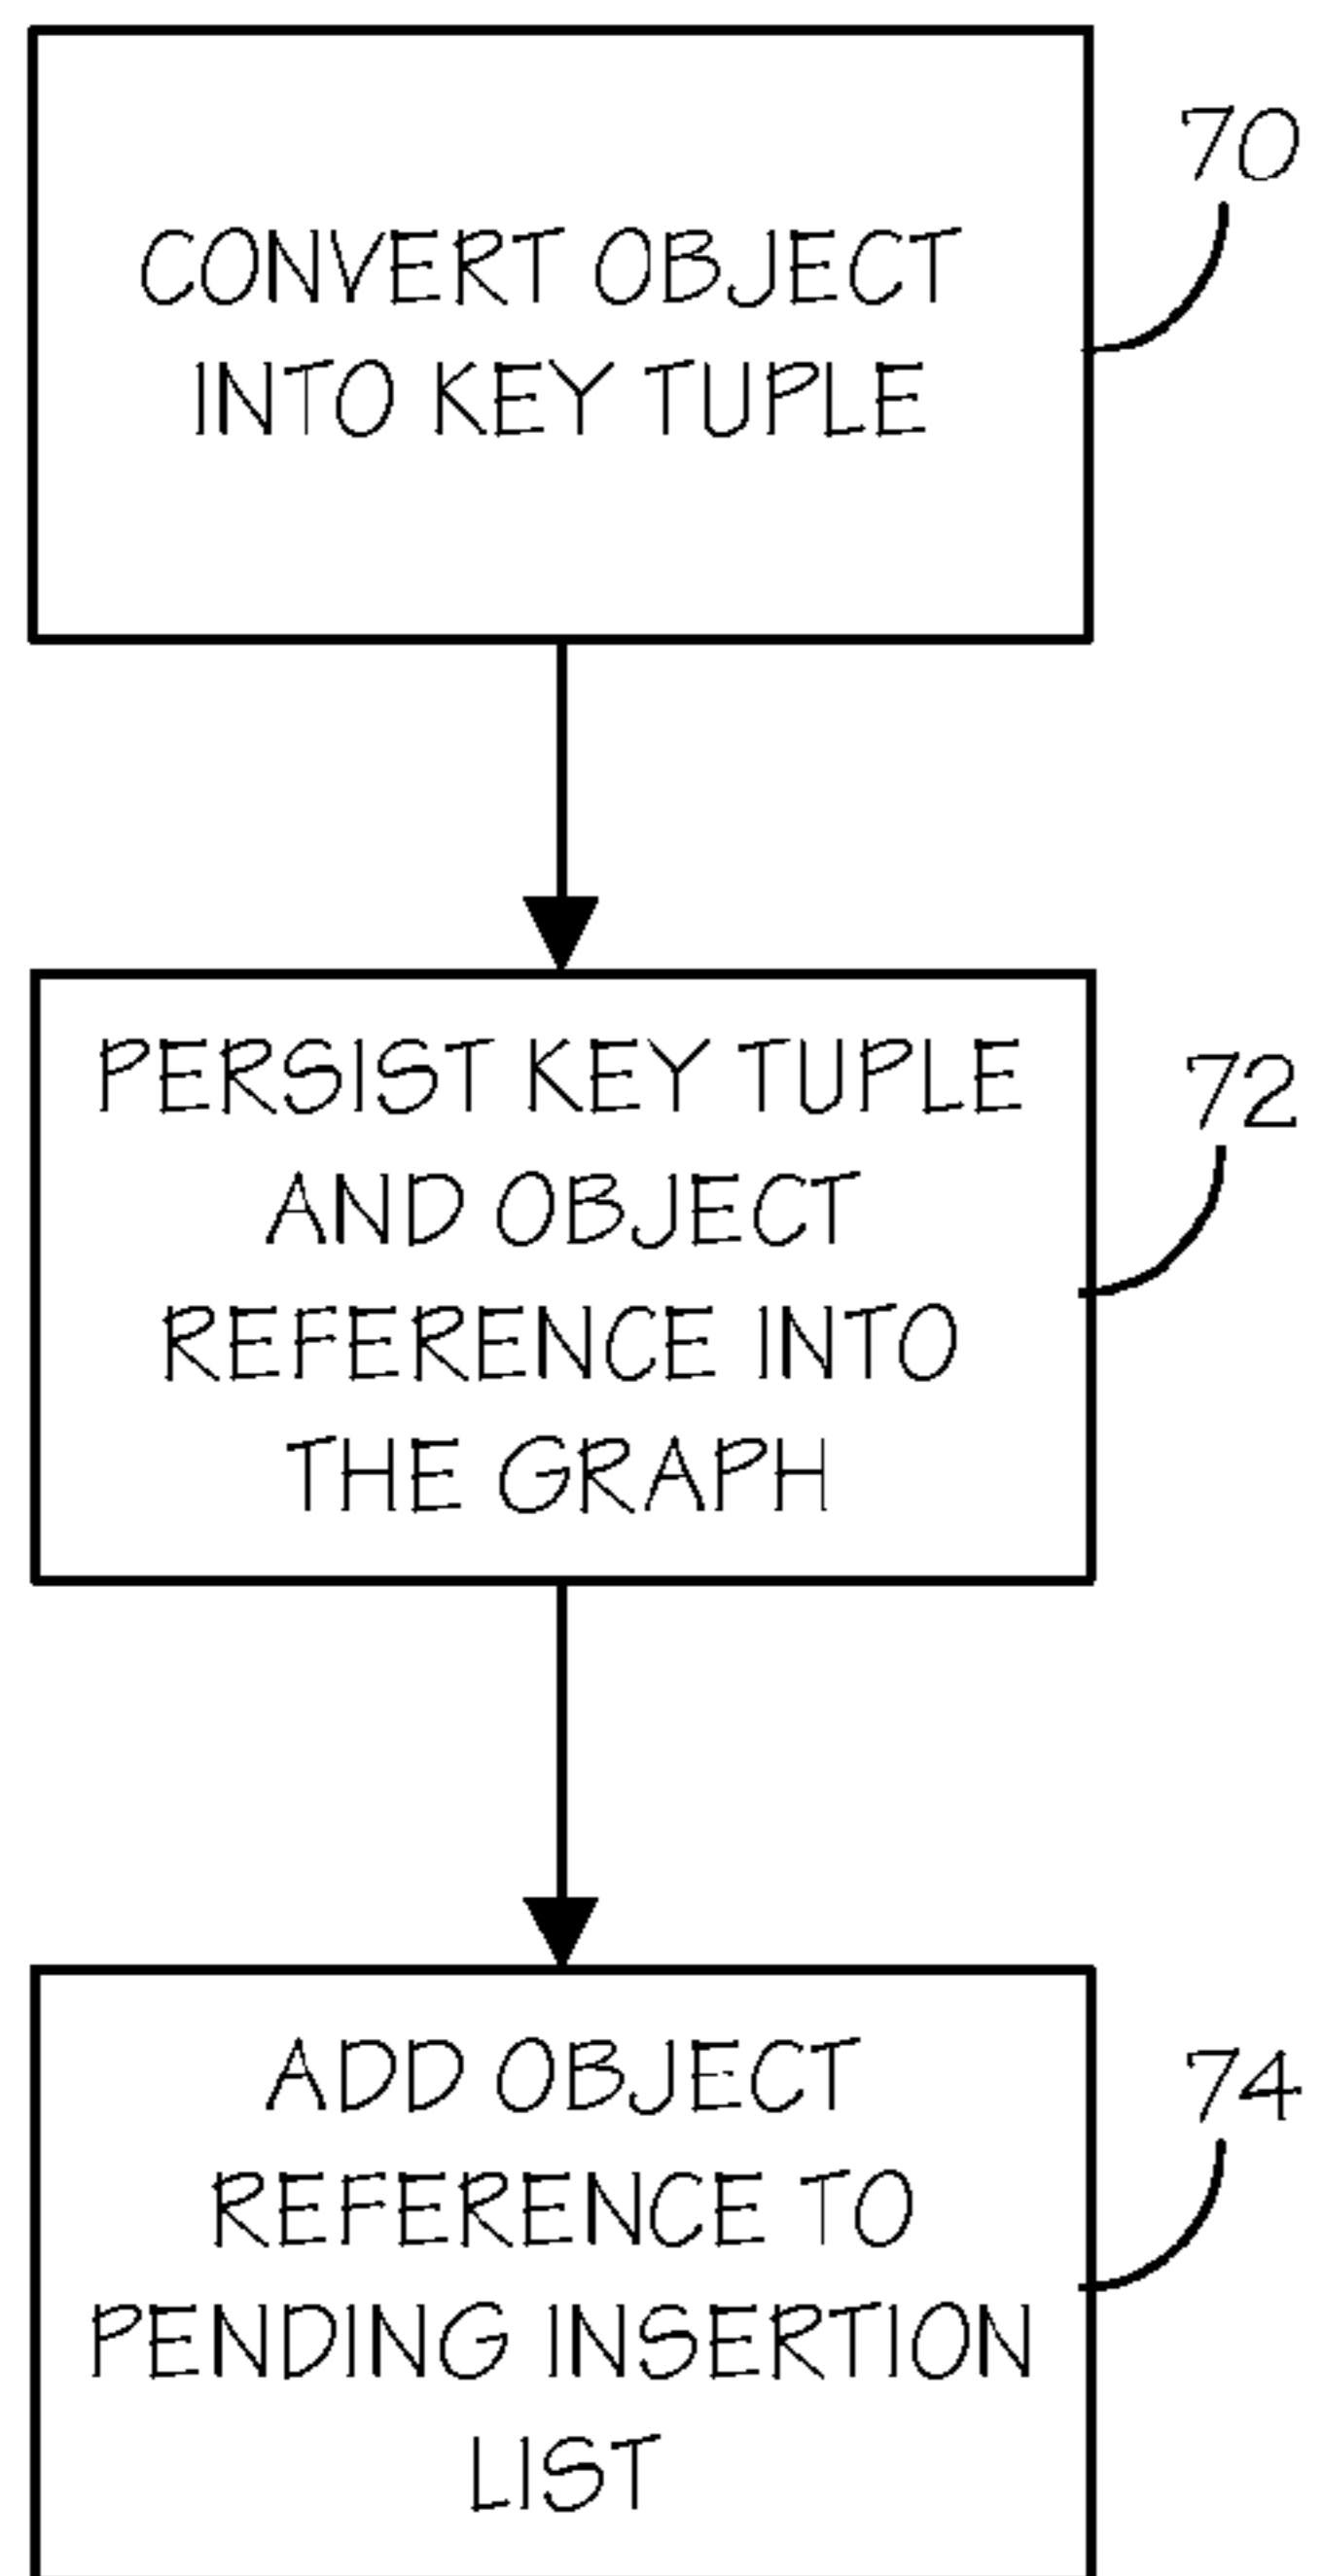 70
CONVERT OBJECT
INTO KEY TUPLE
PERSIST KEY TUPLE
72
AND OBJECT
REFERENCE INTO
THE GRAPH
ADD OBJECT
74
REFERENCE TO
PENDING INSERTION
LIST